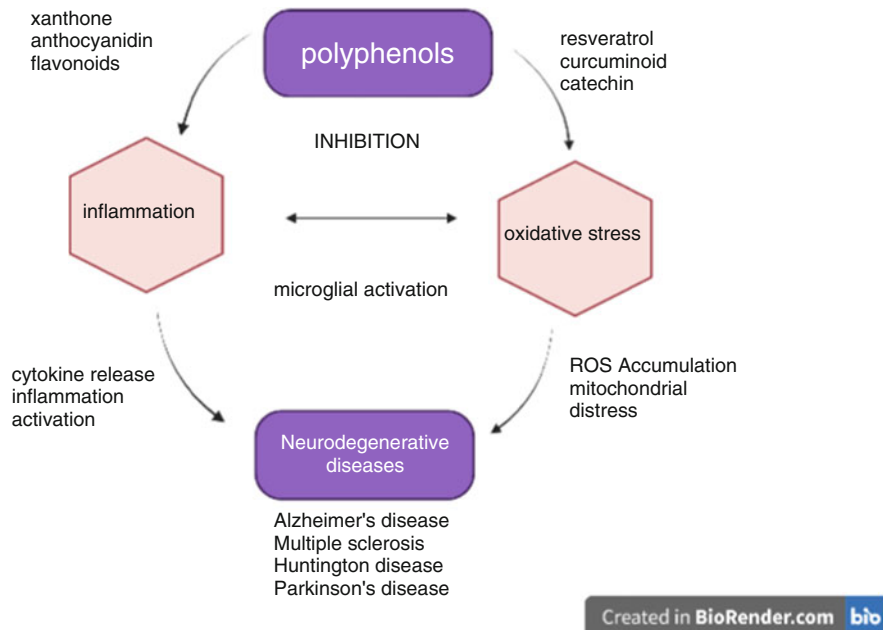 xanthone
anthocyanidin
flavonoids
polyphenols
resveratrol
curcuminoid
catechin
INHIBITION
inflammation
oxidative stress
microglial activation
cytokine release
inflammation
activation
ROS Accumulation
mitochondrial
distress
Neurodegenerative
diseases
Alzheimer's disease
Multiple sclerosis
Huntington disease
Parkinson's disease
Created in BioRender.com bio